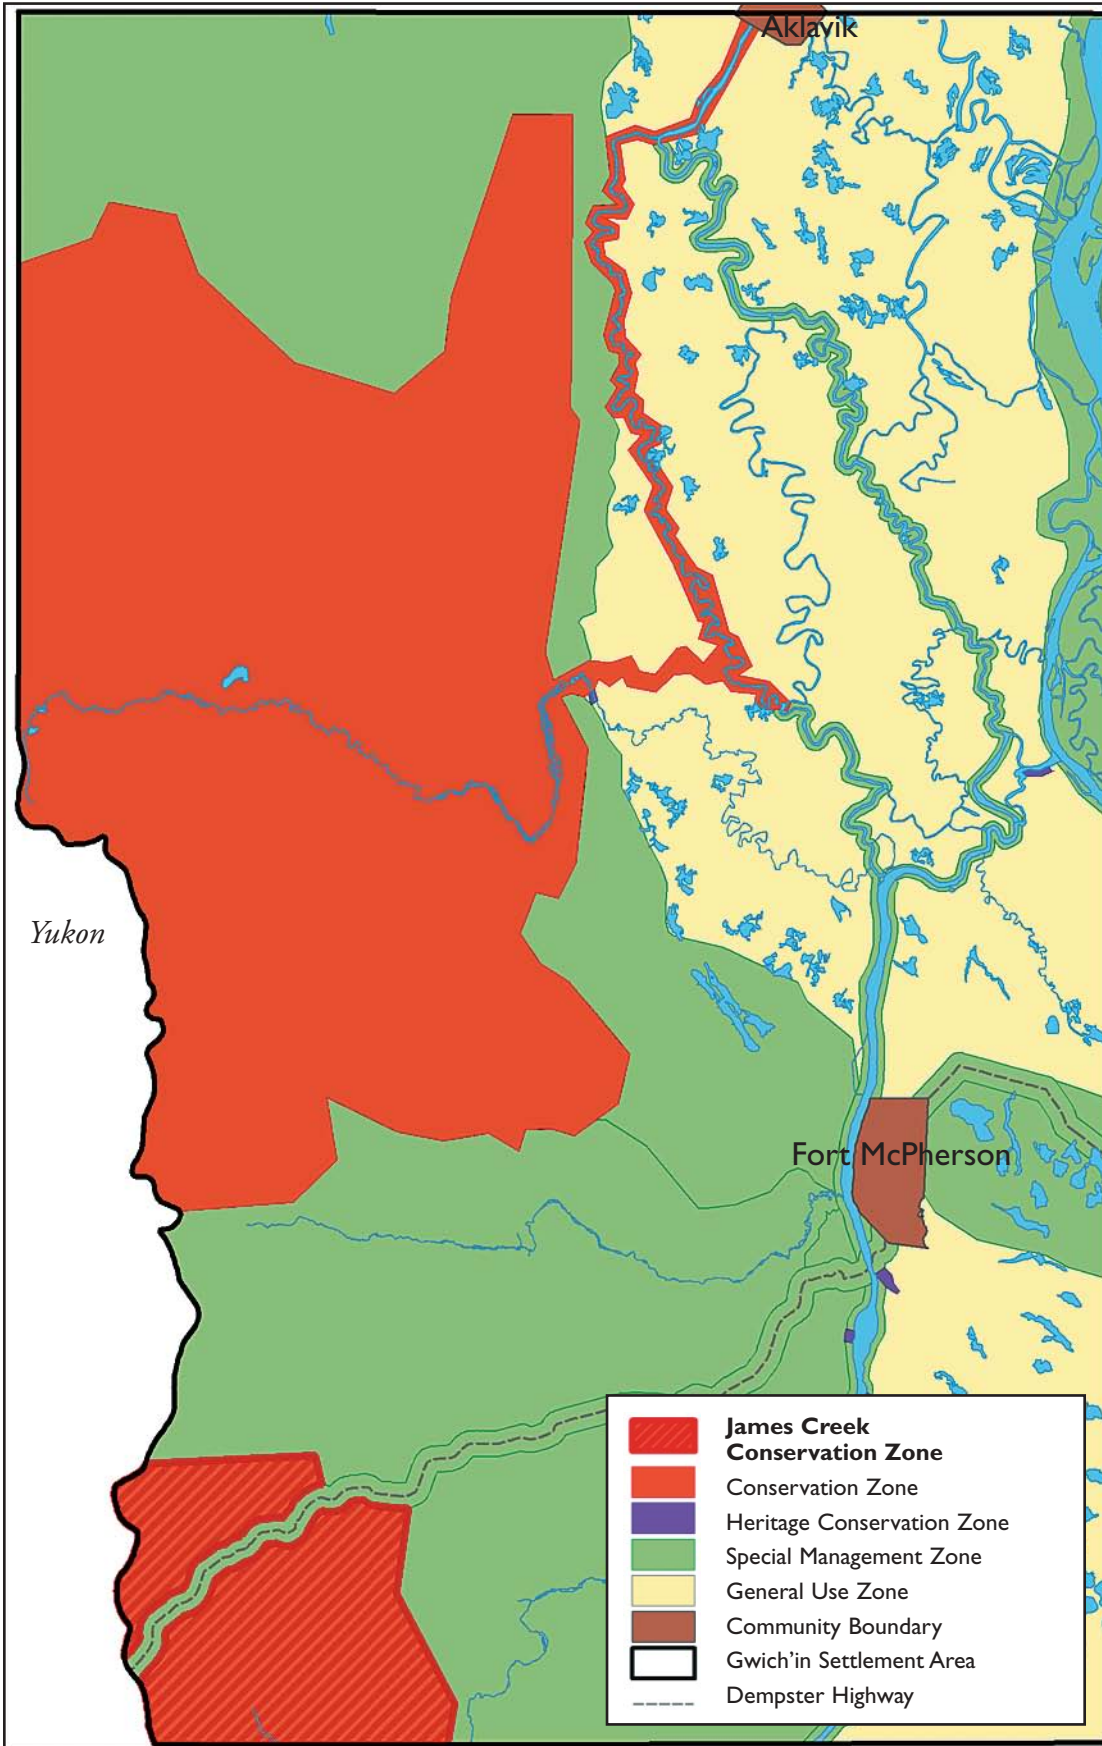 Aklavik
Yukon
Fort McPherson
James Creek
Conservation Zone
Conservation Zone
Heritage Conservation Zone
Special Management Zone
General Use Zone
Community Boundary
Gwich'in Settlement Area
Dempster Highway